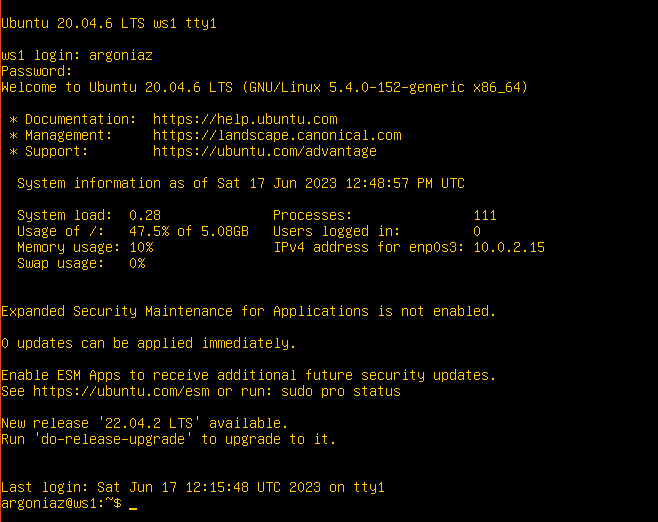 Ubuntu 20.04.6 LTS ws1 tty1
ws1 login: argoniaz
Password:
Welcome to Ubuntu 20.04.6 LTS (GNU/Linux 5.4.0-152-generic x86_64)
* Documentation:  https://help.ubuntu.com
* Management:     https://landscape.canonical.com
* Support:        https://ubuntu.com/advantage
System information as of Sat 17 Jun 2023 12:48:57 PM UTC
System load:  0.28              Processes:               111
Usage of /:   47.5% of 5.08GB   Users logged in:         0
Memory usage: 10%               IPv4 address for enp0s3: 10.0.2.15
Swap usage:   0%
Expanded Security Maintenance for Applications is not enabled.
0 updates can be applied immediately.
Enable ESM Apps to receive additional future security updates.
See https://ubuntu.com/esm or run: sudo pro status
New release '22.04.2 LTS' available.
Run 'do-release-upgrade' to upgrade to it.
Last login: Sat Jun 17 12:15:48 UTC 2023 on tty1
argoniaz@ws1:~$ _